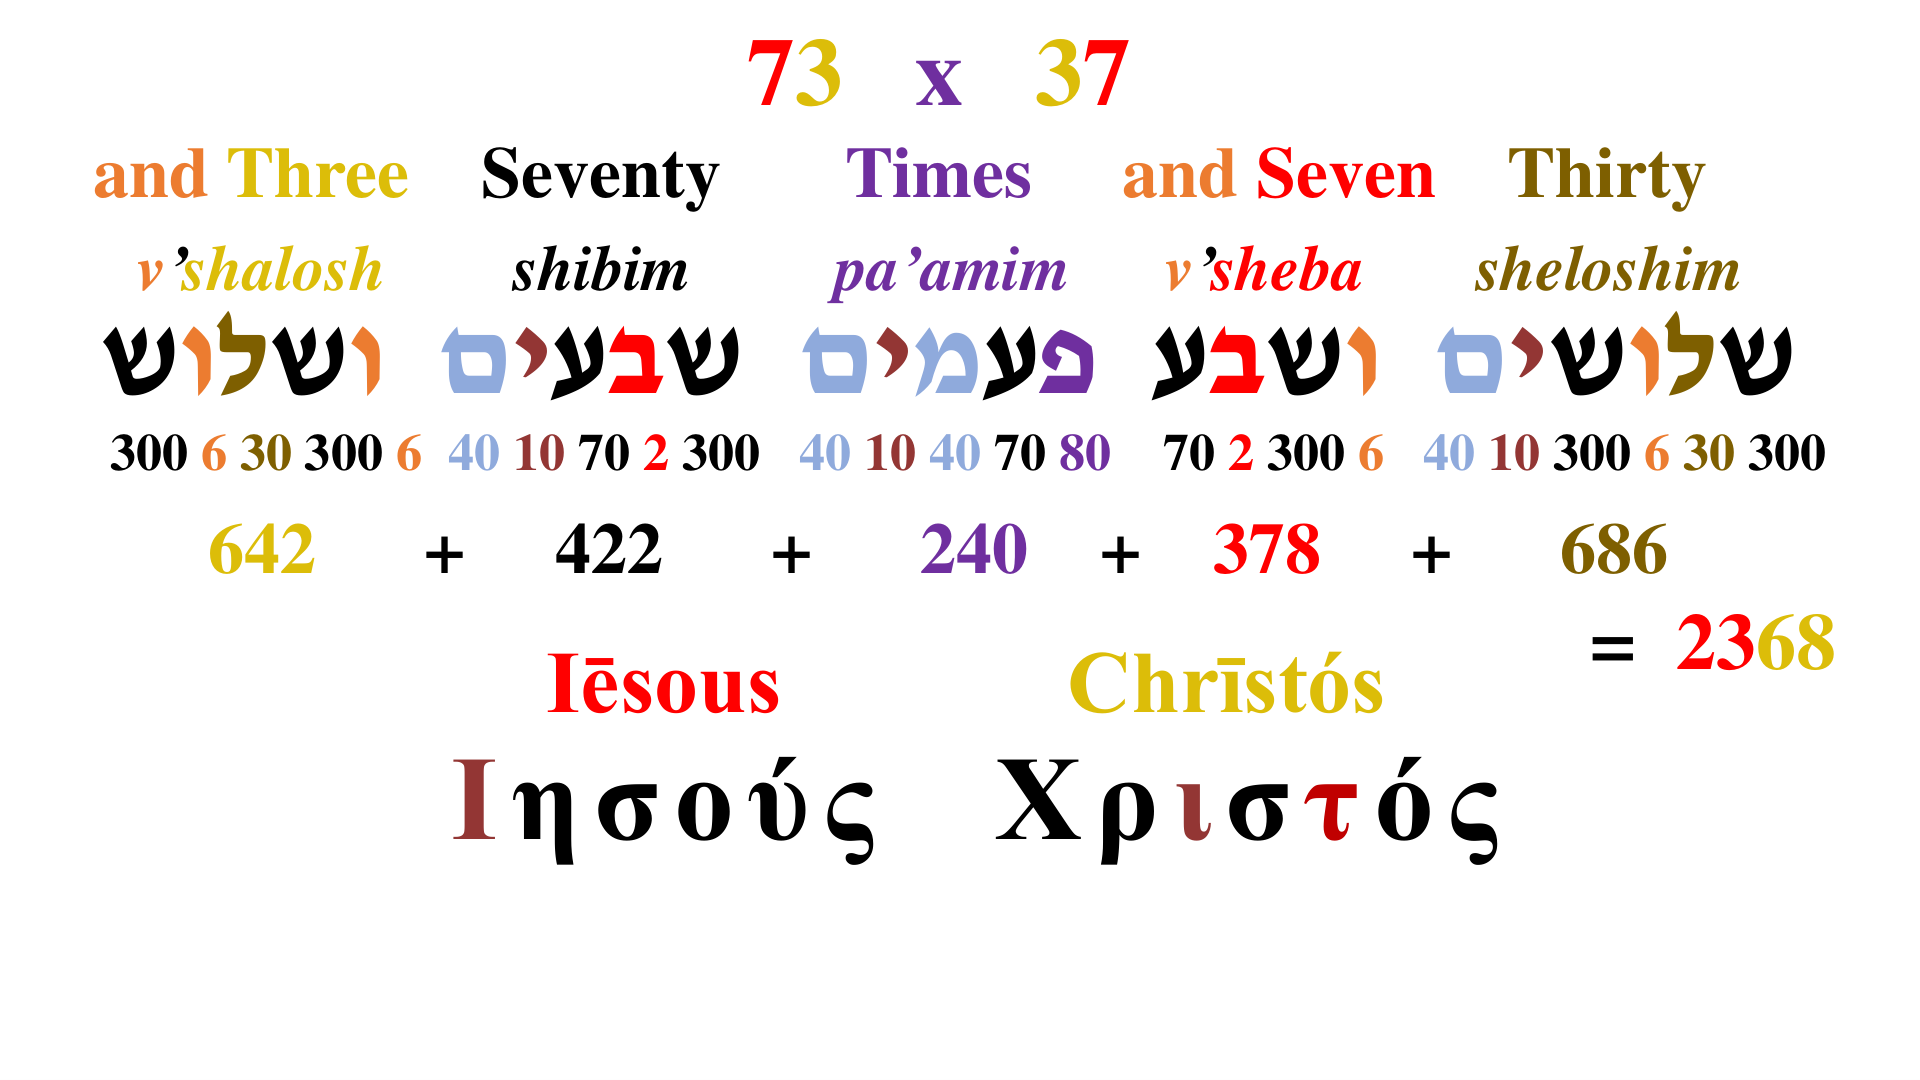 73 x 37
and Three Seventy Times and Seven Thirty
v’shalosh shibim pa’amim v’sheba sheloshim
שלושים ושבע פעמים שבעים ושלוש
300 6 30 300 6 40 10 70 2 300 40 10 40 70 80 70 2 300 6 40 10 300 6 30 300
642 + 422 + 240 + 378 + 686
= 2368
Iēsous Chrīstós
Ιησούς Χριστός